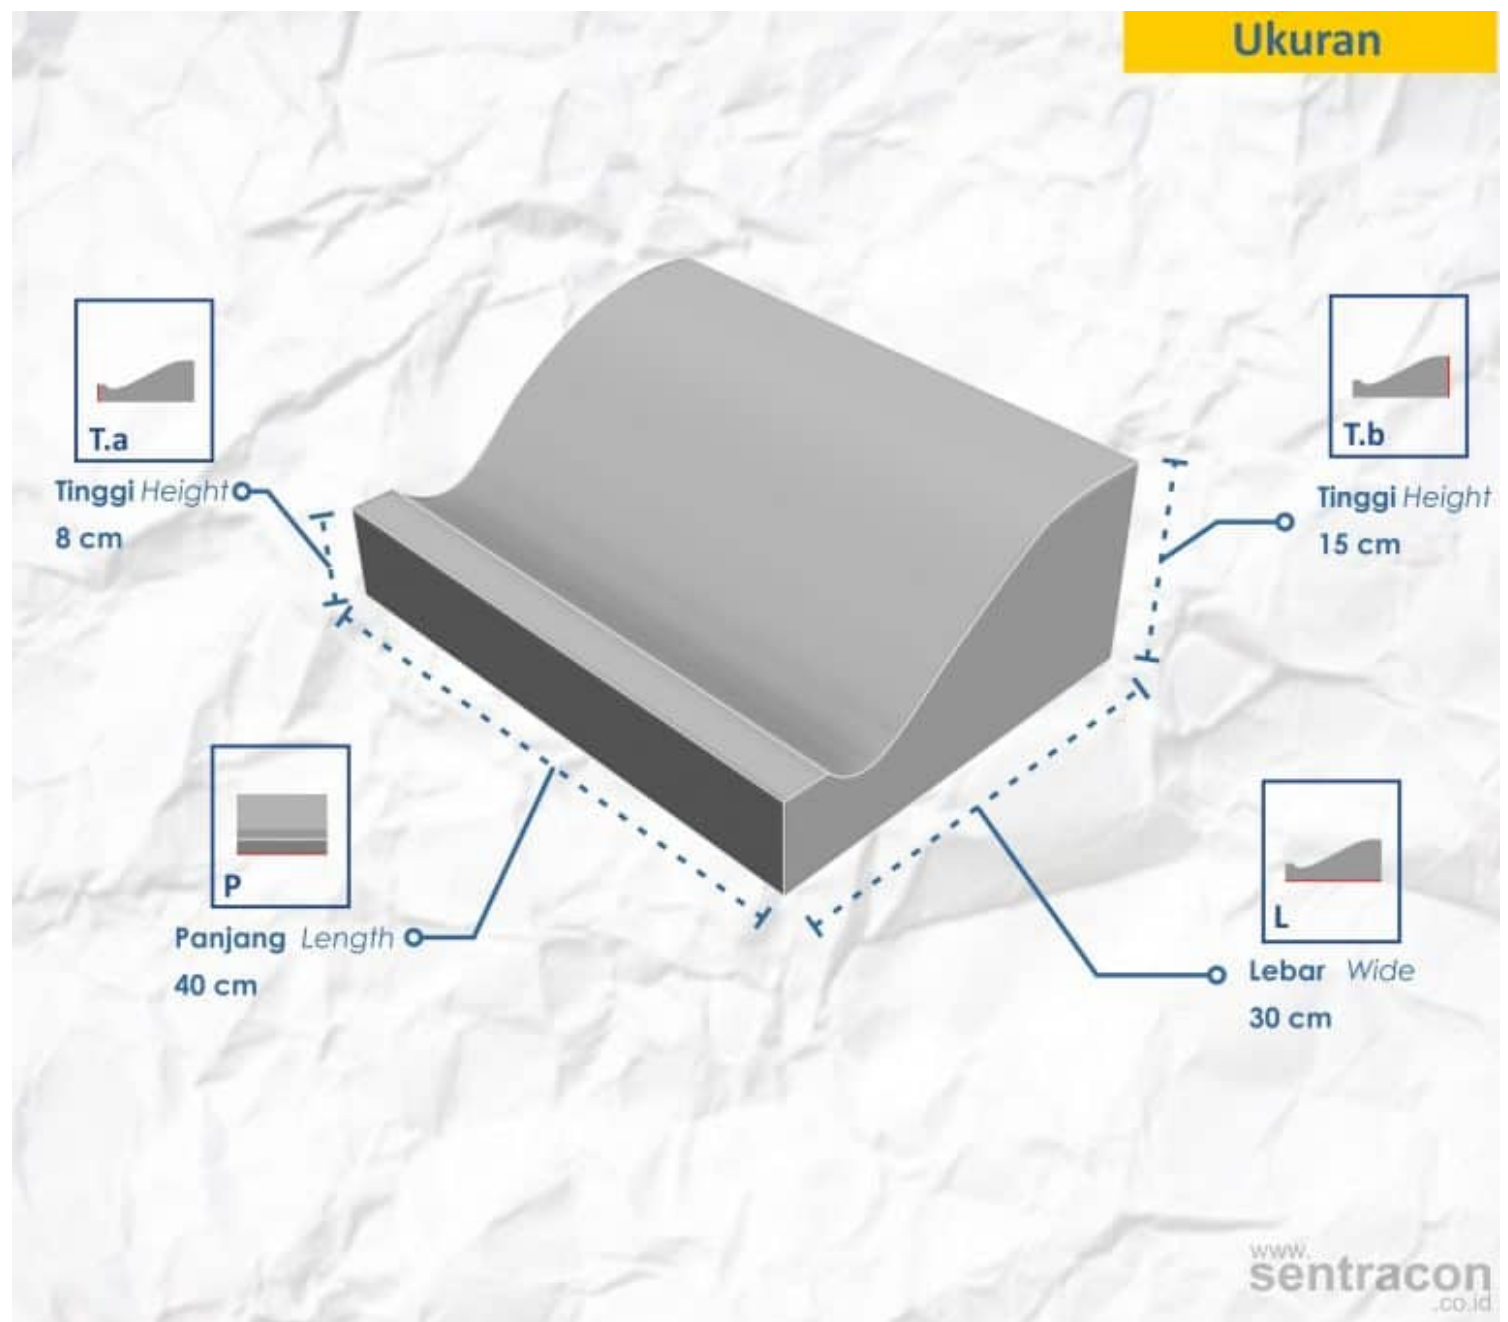 Ukuran
T.a
Tinggi Height
8 cm
T.b
Tinggi Height
15 cm
P
Panjang Length
40 cm
L
Lebar Wide
30 cm
www.
sentracon
.co.id